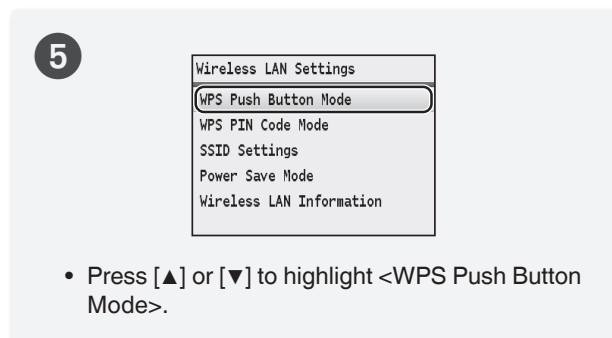 5
Wireless LAN Settings
WPS Push Button Mode
WPS PIN Code Mode
SSID Settings
Power Save Mode
Wireless LAN Information
• Press [▲] or [▼] to highlight <WPS Push Button
Mode>.